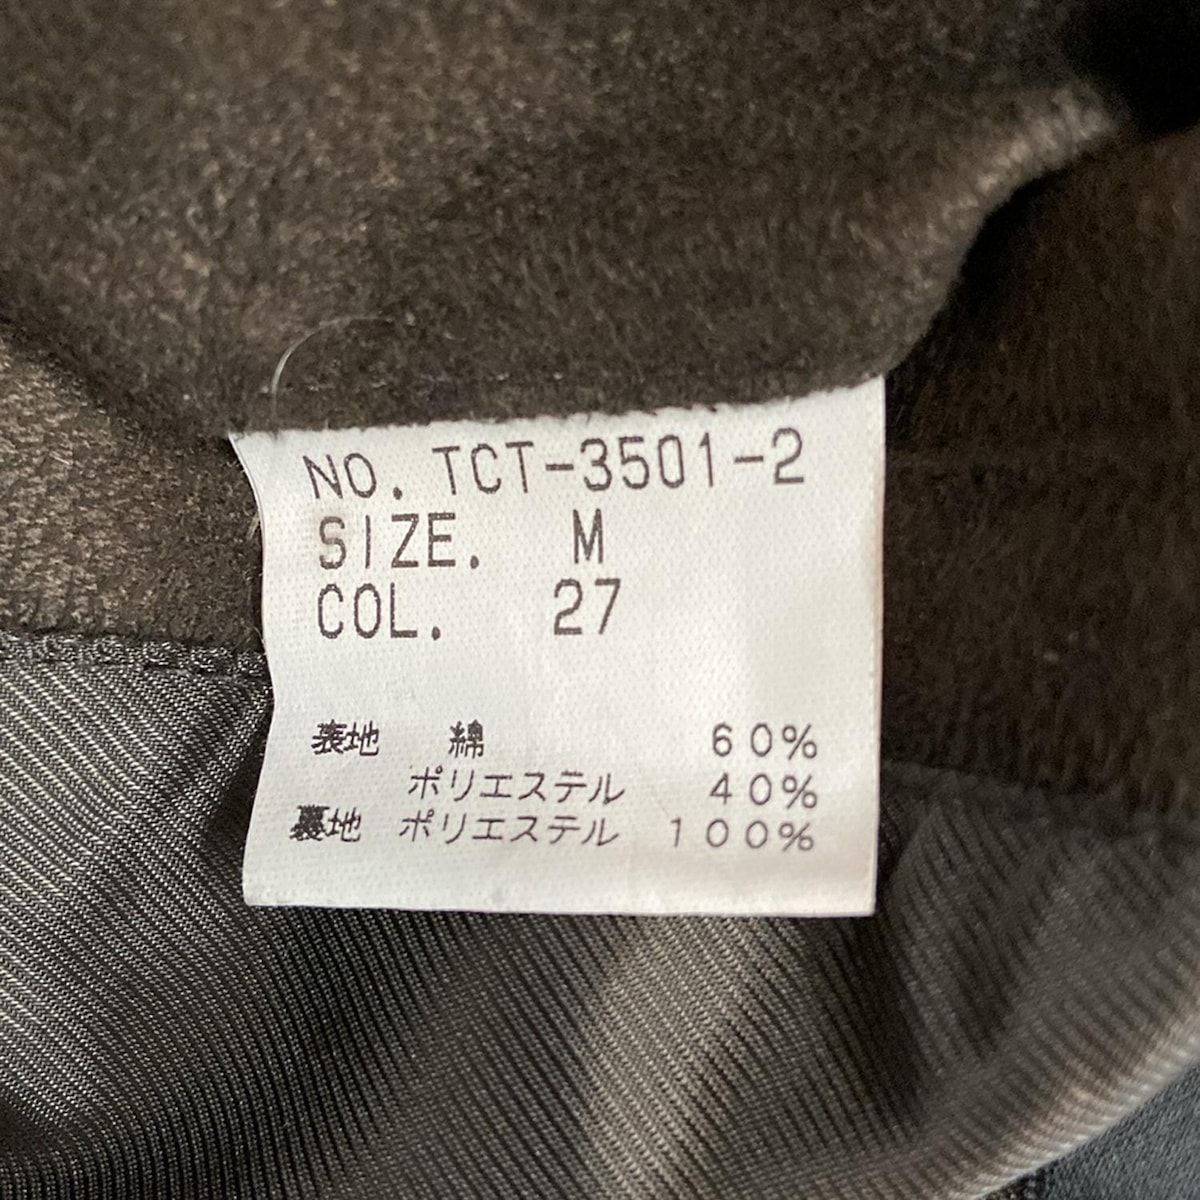 NO. TCT-3501-2
SIZE. M
COL. 27
表地 綿 60%
ポリエステル 40%
裏地 ポリエステル 100%